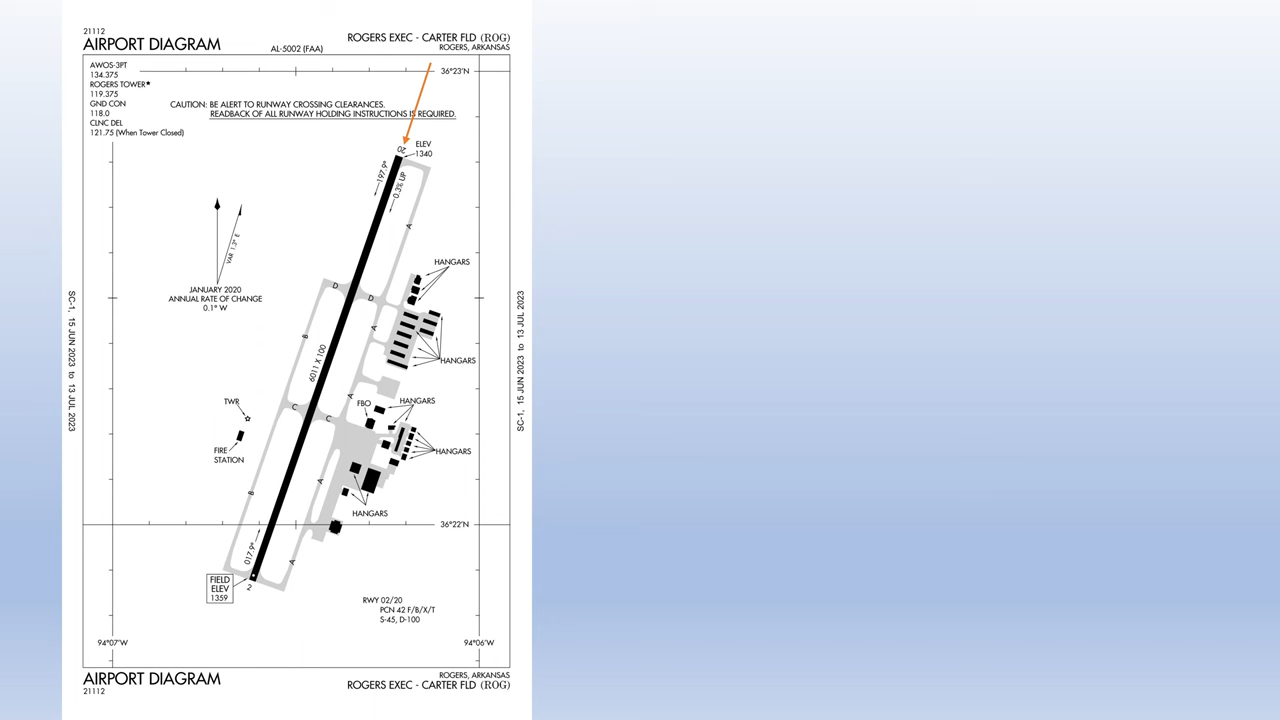 21112
AIRPORT DIAGRAM
AL-5002 (FAA)
ROGERS EXEC - CARTER FLD (ROG)
ROGERS, ARKANSAS
AWOS-3PT
134.375
ROGERS TOWER★
119.375
GND CON
118.0
CLNC DEL
121.75 (When Tower Closed)
36°23'N
CAUTION: BE ALERT TO RUNWAY CROSSING CLEARANCES.
READBACK OF ALL RUNWAY HOLDING INSTRUCTIONS IS REQUIRED.
20
ELEV
1340
197.9°
0.3% UP
A
VAR 1.3° E
HANGARS
JANUARY 2020
ANNUAL RATE OF CHANGE
0.1° W
D
D
A
B
HANGARS
6011 X 100
A
TWR
FBO
HANGARS
C
C
FIRE
STATION
HANGARS
A
B
HANGARS
36°22'N
017.9°
A
FIELD
ELEV
1359
2
RWY 02/20
PCN 42 F/B/X/T
S-45, D-100
94°07'W
94°06'W
SC-1, 15 JUN 2023 to 13 JUL 2023
SC-1, 15 JUN 2023 to 13 JUL 2023
AIRPORT DIAGRAM
21112
ROGERS, ARKANSAS
ROGERS EXEC - CARTER FLD (ROG)